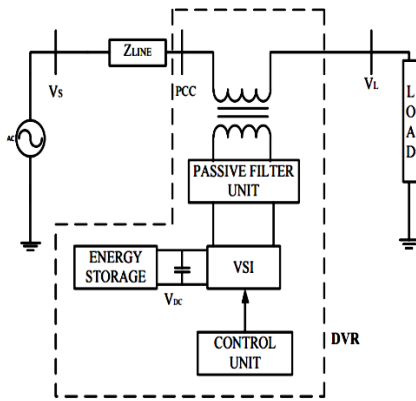 ZLINE
VS
PCC
VL
LOAD
AC
PASSIVE FILTER
UNIT
ENERGY
STORAGE
VDC
VSI
CONTROL
UNIT
DVR